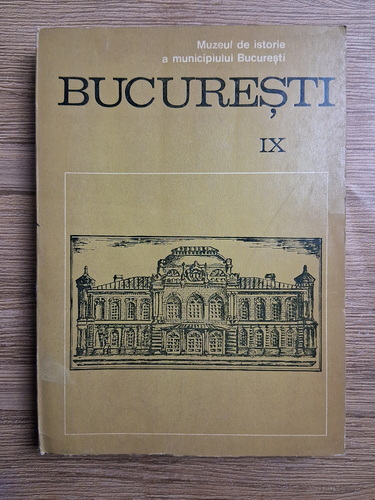 Muzeul de istorie
a municipiului București
BUCUREȘTI
IX